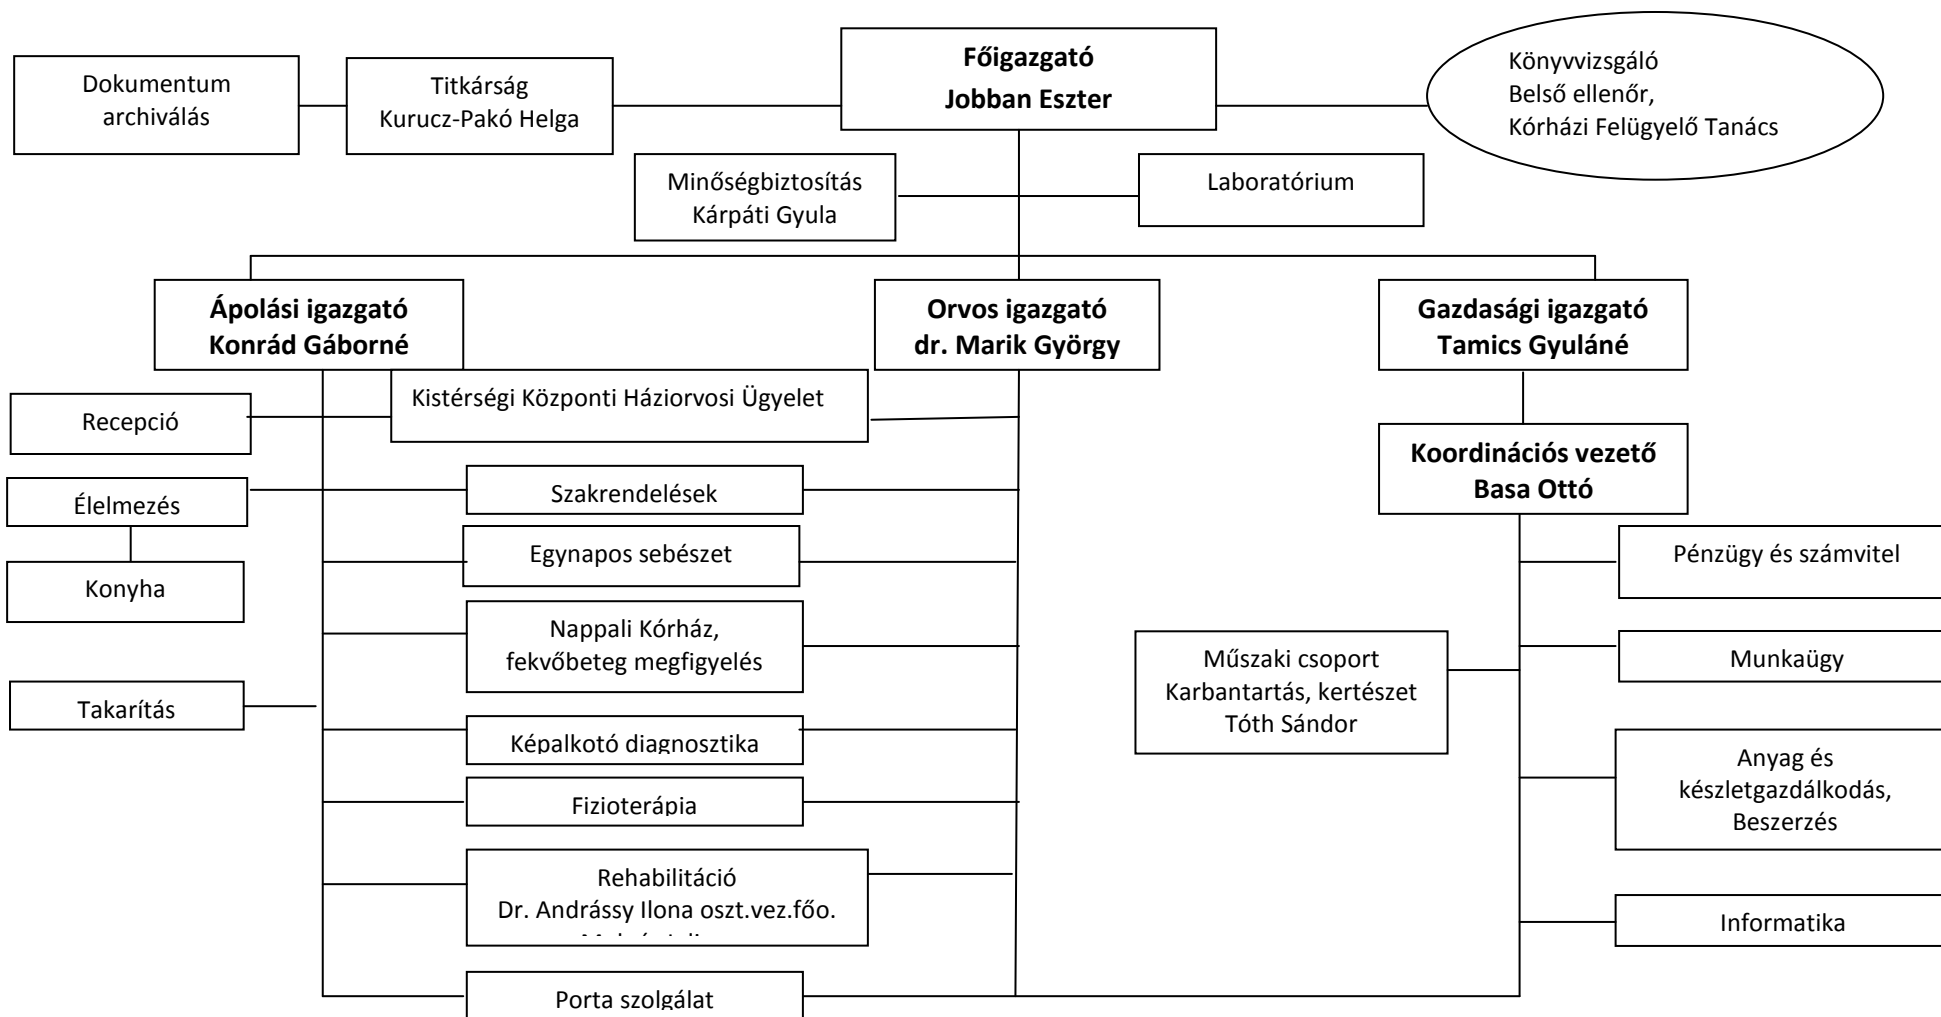 Főigazgató
Jobban Eszter
Dokumentum
archiválás
Titkárság
Kurucz-Pakó Helga
Könyvvizsgáló
Belső ellenőr,
Kórházi Felügyelő Tanács
Minőségbiztosítás
Kárpáti Gyula
Laboratórium
Ápolási igazgató
Konrád Gáborné
Orvos igazgató
dr. Marik György
Gazdasági igazgató
Tamics Gyuláné
Recepció
Kistérségi Központi Háziorvosi Ügyelet
Koordinációs vezető
Basa Ottó
Élelmezés
Szakrendelések
Konyha
Egynapos sebészet
Pénzügy és számvitel
Nappali Kórház,
fekvőbeteg megfigyelés
Műszaki csoport
Karbantartás, kertészet
Tóth Sándor
Munkaügy
Takarítás
Képalkotó diagnosztika
Anyag és
készletgazdálkodás,
Beszerzés
Fizioterápia
Rehabilitáció
Dr. Andrássy Ilona oszt.vez.főo.
Informatika
Porta szolgálat